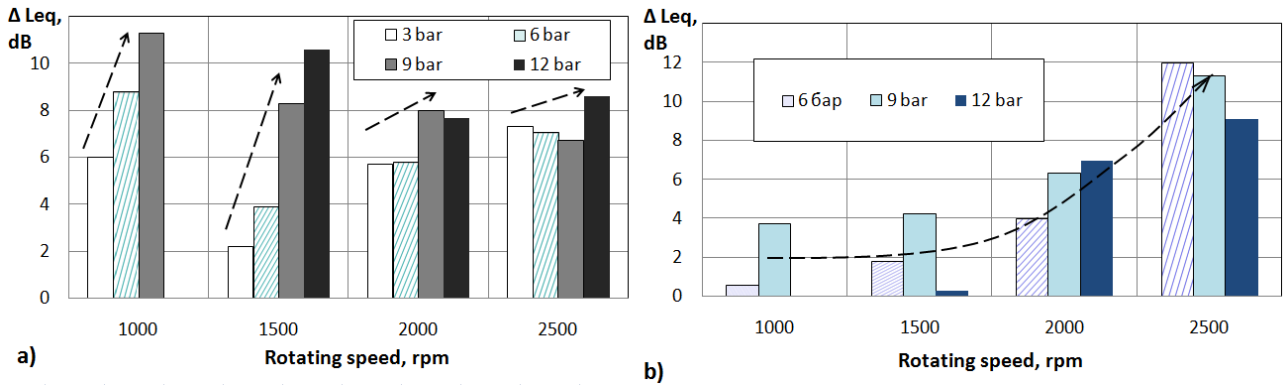 Δ Leq,
dB
3 bar
6 bar
9 bar
12 bar
10
8
6
4
2
0
1000
1500
2000
2500
a)
Rotating speed, rpm
Δ Leq,
dB
6 бар
9 bar
12 bar
12
10
8
6
4
2
0
1000
1500
2000
2500
Rotating speed, rpm
b)